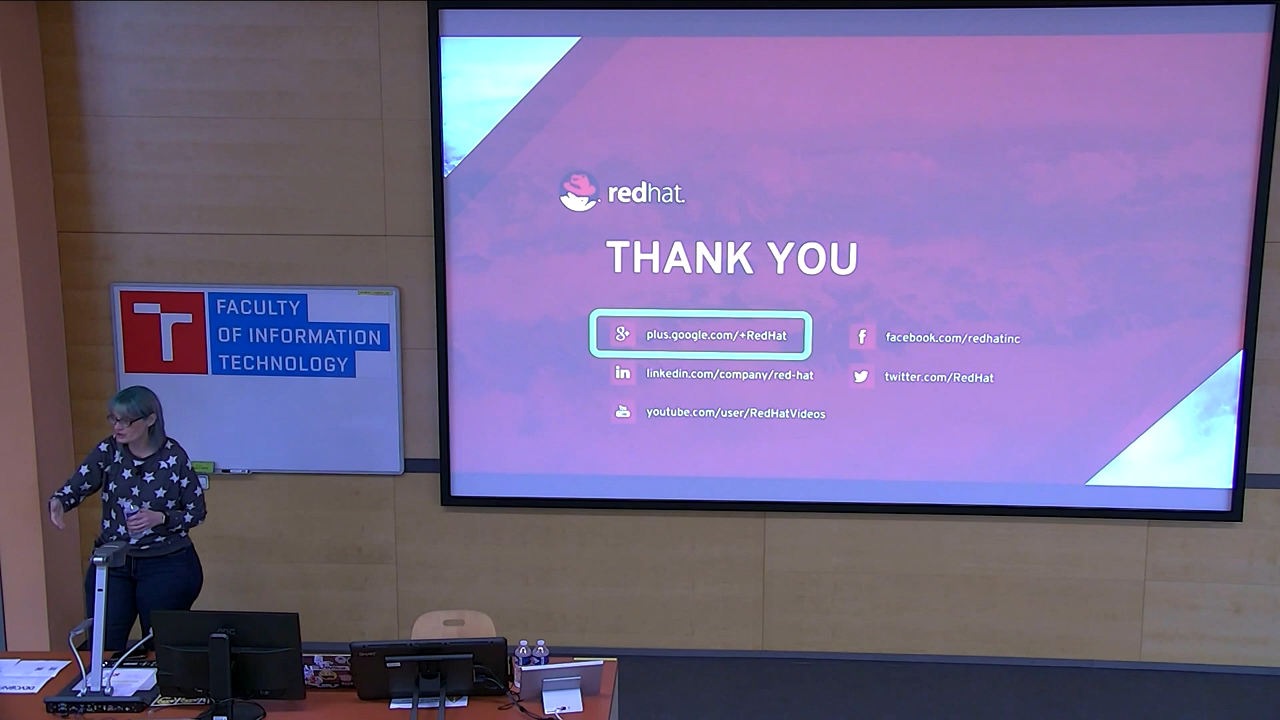 redhat.
THANK YOU
plus.google.com/+RedHat
facebook.com/redhatinc
linkedin.com/company/red-hat
twitter.com/RedHat
youtube.com/user/RedHatVideos
FACULTY
OF INFORMATION
TECHNOLOGY
AOC